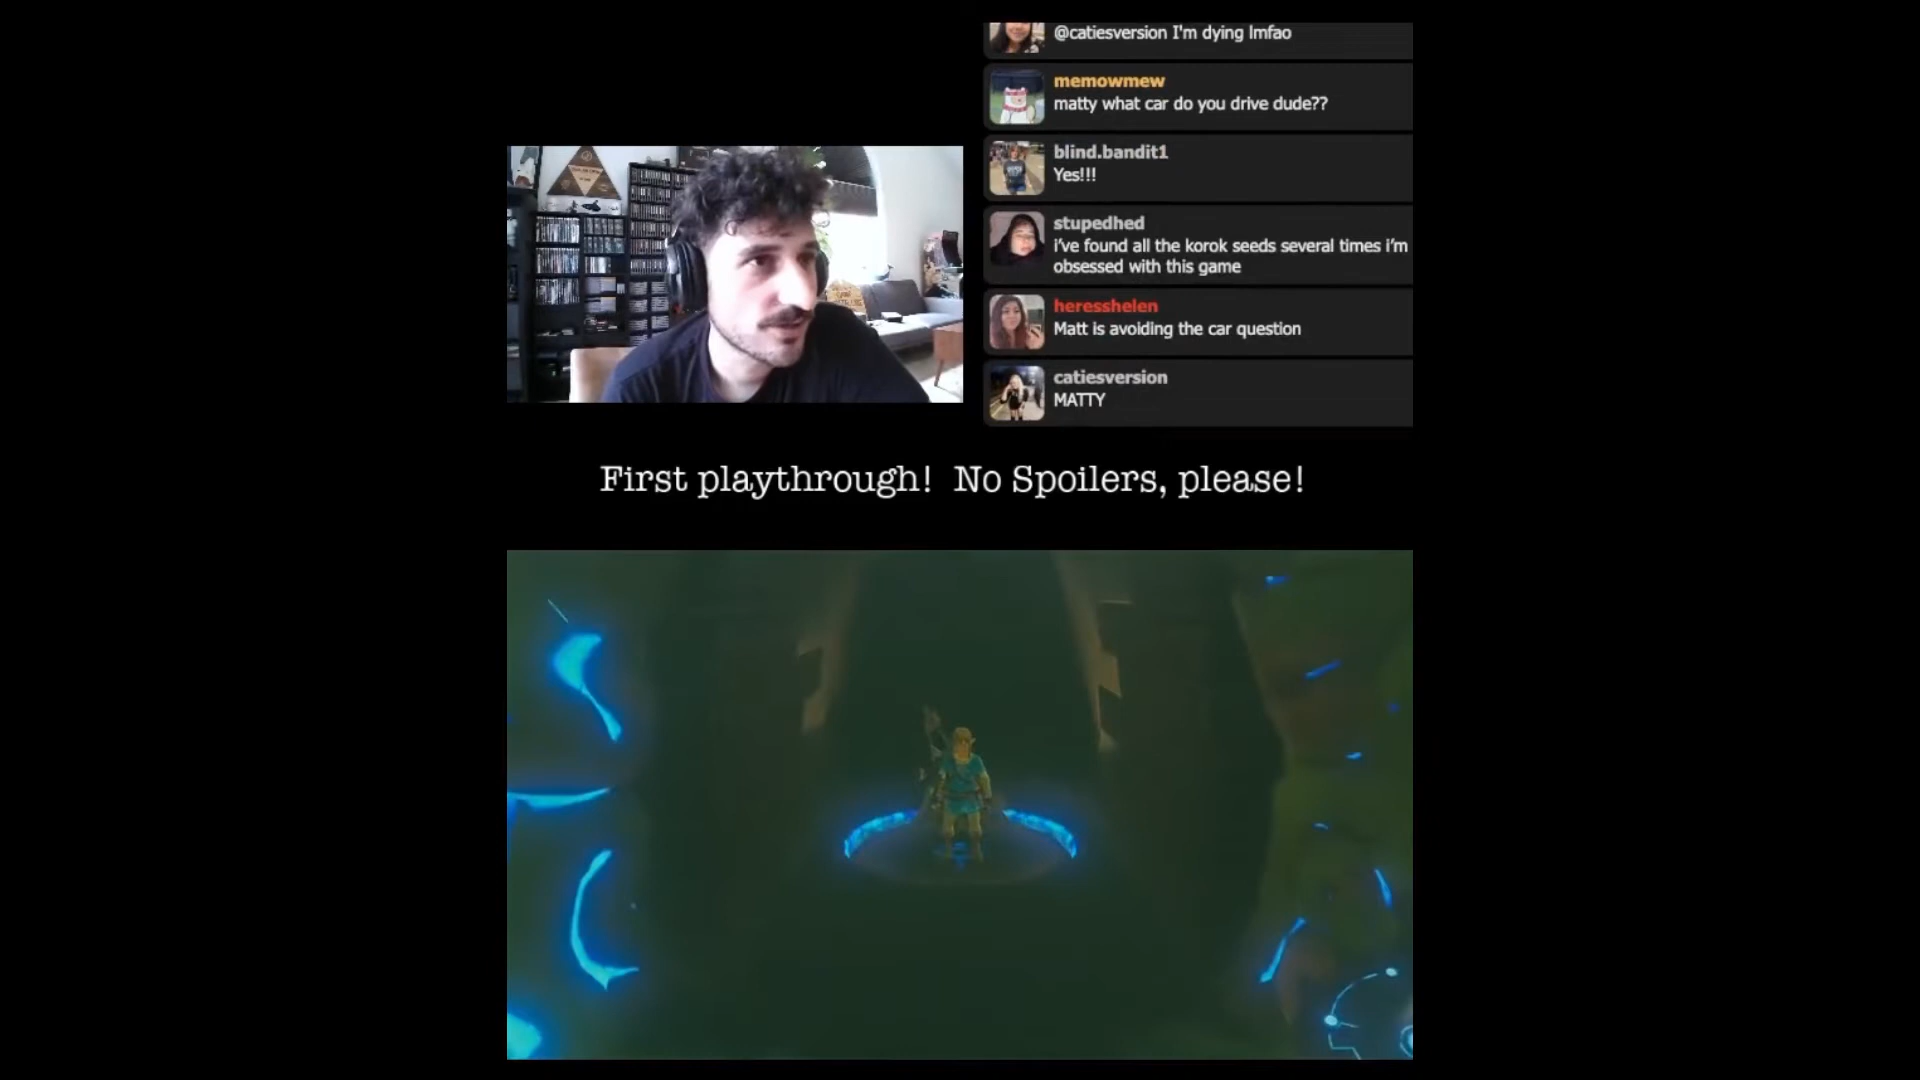 @catiesversion I'm dying lmfao
memowmew
matty what car do you drive dude??
blind.bandit1
Yes!!!
stupedhed
i've found all the korok seeds several times i'm
obsessed with this game
heresshelen
Matt is avoiding the car question
catiesversion
MATTY
First playthrough!  No Spoilers, please!